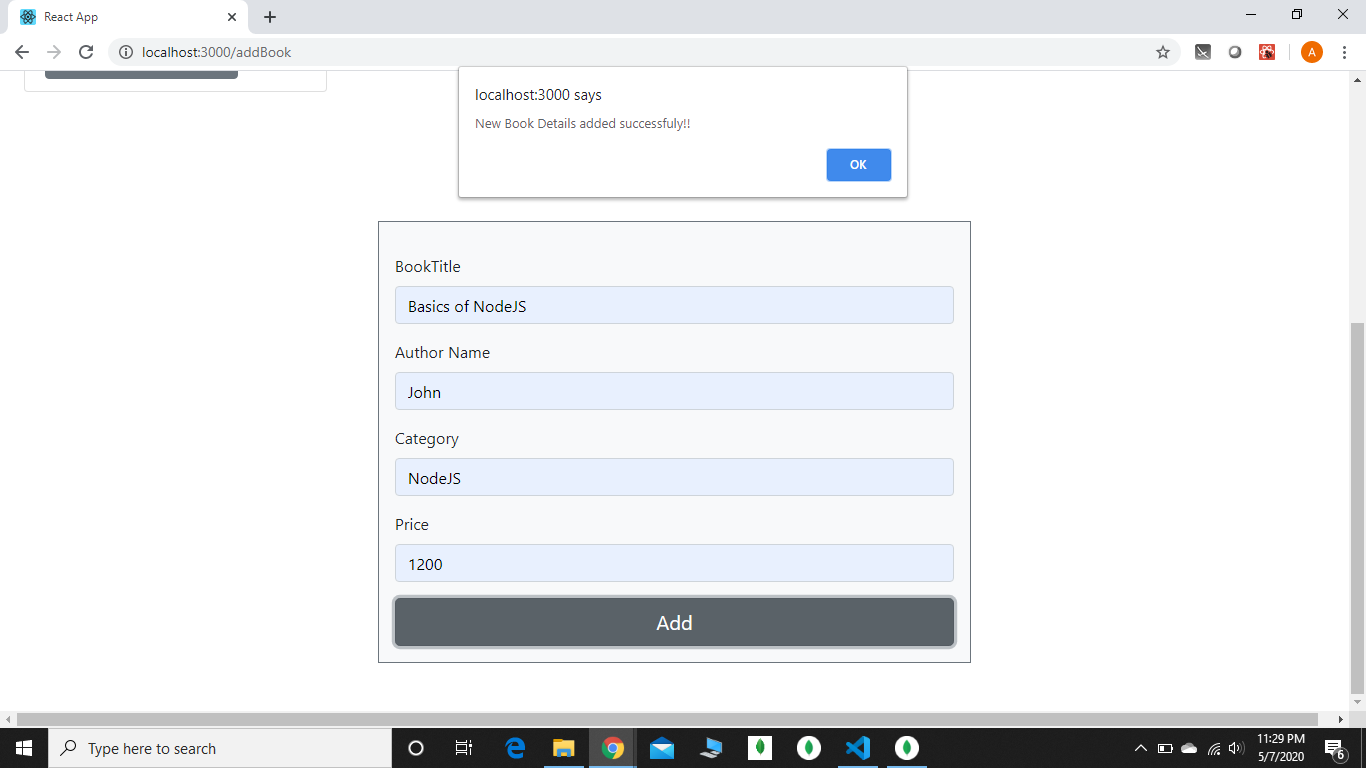 React App
localhost:3000/addBook
A
localhost:3000 says
New Book Details added successfuly!!
OK
BookTitle
Basics of NodeJS
Author Name
John
Category
NodeJS
Price
1200
Add
Type here to search
11:29 PM
5/7/2020
6